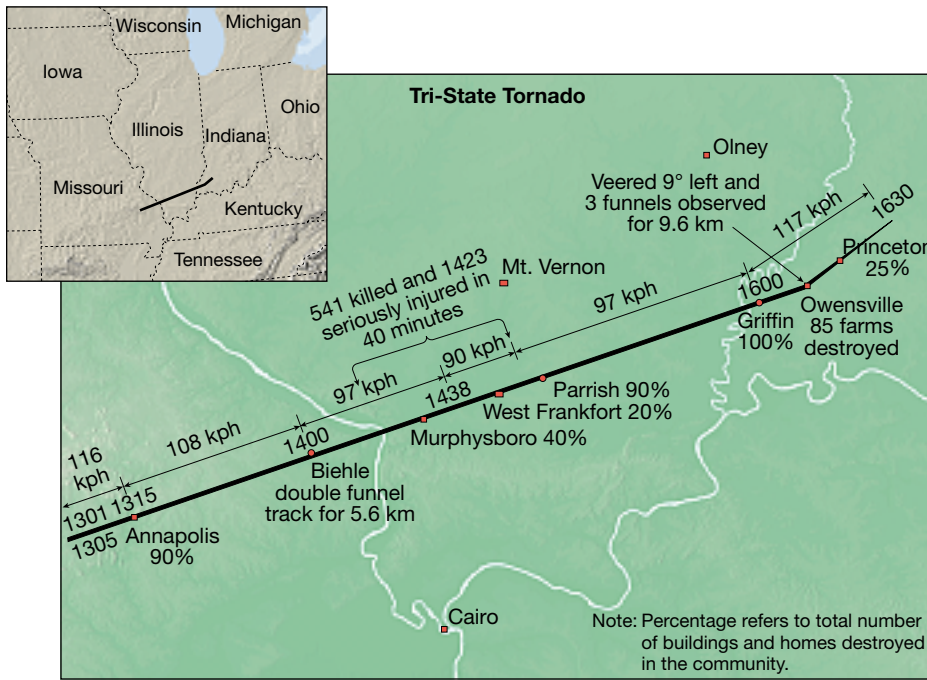 Wisconsin
Michigan
Iowa
Ohio
Illinois
Indiana
Missouri
Kentucky
Tennessee
Tri-State Tornado
Olney
Veered 9° left and
3 funnels observed
for 9.6 km
117 kph
1630
Princeton
25%
Mt. Vernon
541 killed and 1423
seriously injured in
40 minutes
97 kph
1600
Owensville
85 farms
destroyed
Griffin
100%
90 kph
97 kph
1438
Parrish 90%
West Frankfort 20%
Murphysboro 40%
108 kph
1400
Biehle
double funnel
track for 5.6 km
116
kph
1301
1315
1305
Annapolis
90%
Cairo
Note: Percentage refers to total number
of buildings and homes destroyed
in the community.